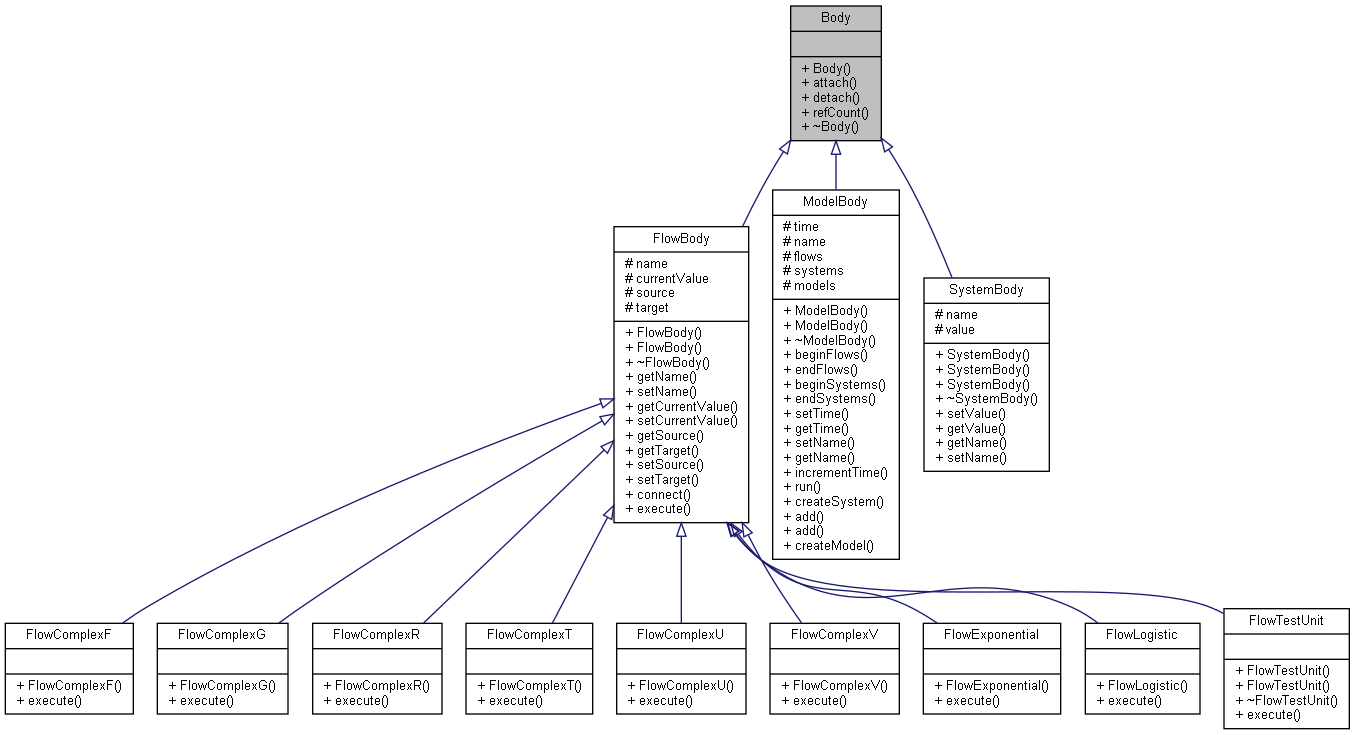 Body
+ Body()
+ attach()
+ detach()
+ refCount()
+ ~Body()
FlowBody
# name
# currentValue
# source
# target
+ FlowBody()
+ FlowBody()
+ ~FlowBody()
+ getName()
+ setName()
+ getCurrentValue()
+ setCurrentValue()
+ getSource()
+ getTarget()
+ setSource()
+ setTarget()
+ connect()
+ execute()
ModelBody
# time
# name
# flows
# systems
# models
+ ModelBody()
+ ModelBody()
+ ~ModelBody()
+ beginFlows()
+ endFlows()
+ beginSystems()
+ endSystems()
+ setTime()
+ getTime()
+ setName()
+ getName()
+ incrementTime()
+ run()
+ createSystem()
+ add()
+ add()
+ createModel()
SystemBody
# name
# value
+ SystemBody()
+ SystemBody()
+ SystemBody()
+ ~SystemBody()
+ setValue()
+ getValue()
+ getName()
+ setName()
FlowComplexF
+ FlowComplexF()
+ execute()
FlowComplexG
+ FlowComplexG()
+ execute()
FlowComplexR
+ FlowComplexR()
+ execute()
FlowComplexT
+ FlowComplexT()
+ execute()
FlowComplexU
+ FlowComplexU()
+ execute()
FlowComplexV
+ FlowComplexV()
+ execute()
FlowExponential
+ FlowExponential()
+ execute()
FlowLogistic
+ FlowLogistic()
+ execute()
FlowTestUnit
+ FlowTestUnit()
+ FlowTestUnit()
+ ~FlowTestUnit()
+ execute()